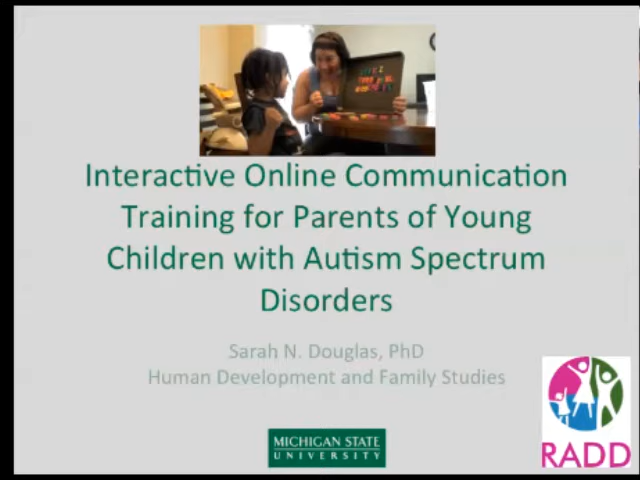 Interactive Online Communication
Training for Parents of Young
Children with Autism Spectrum
Disorders
Sarah N. Douglas, PhD
Human Development and Family Studies
MICHIGAN STATE
UNIVERSITY
RADD